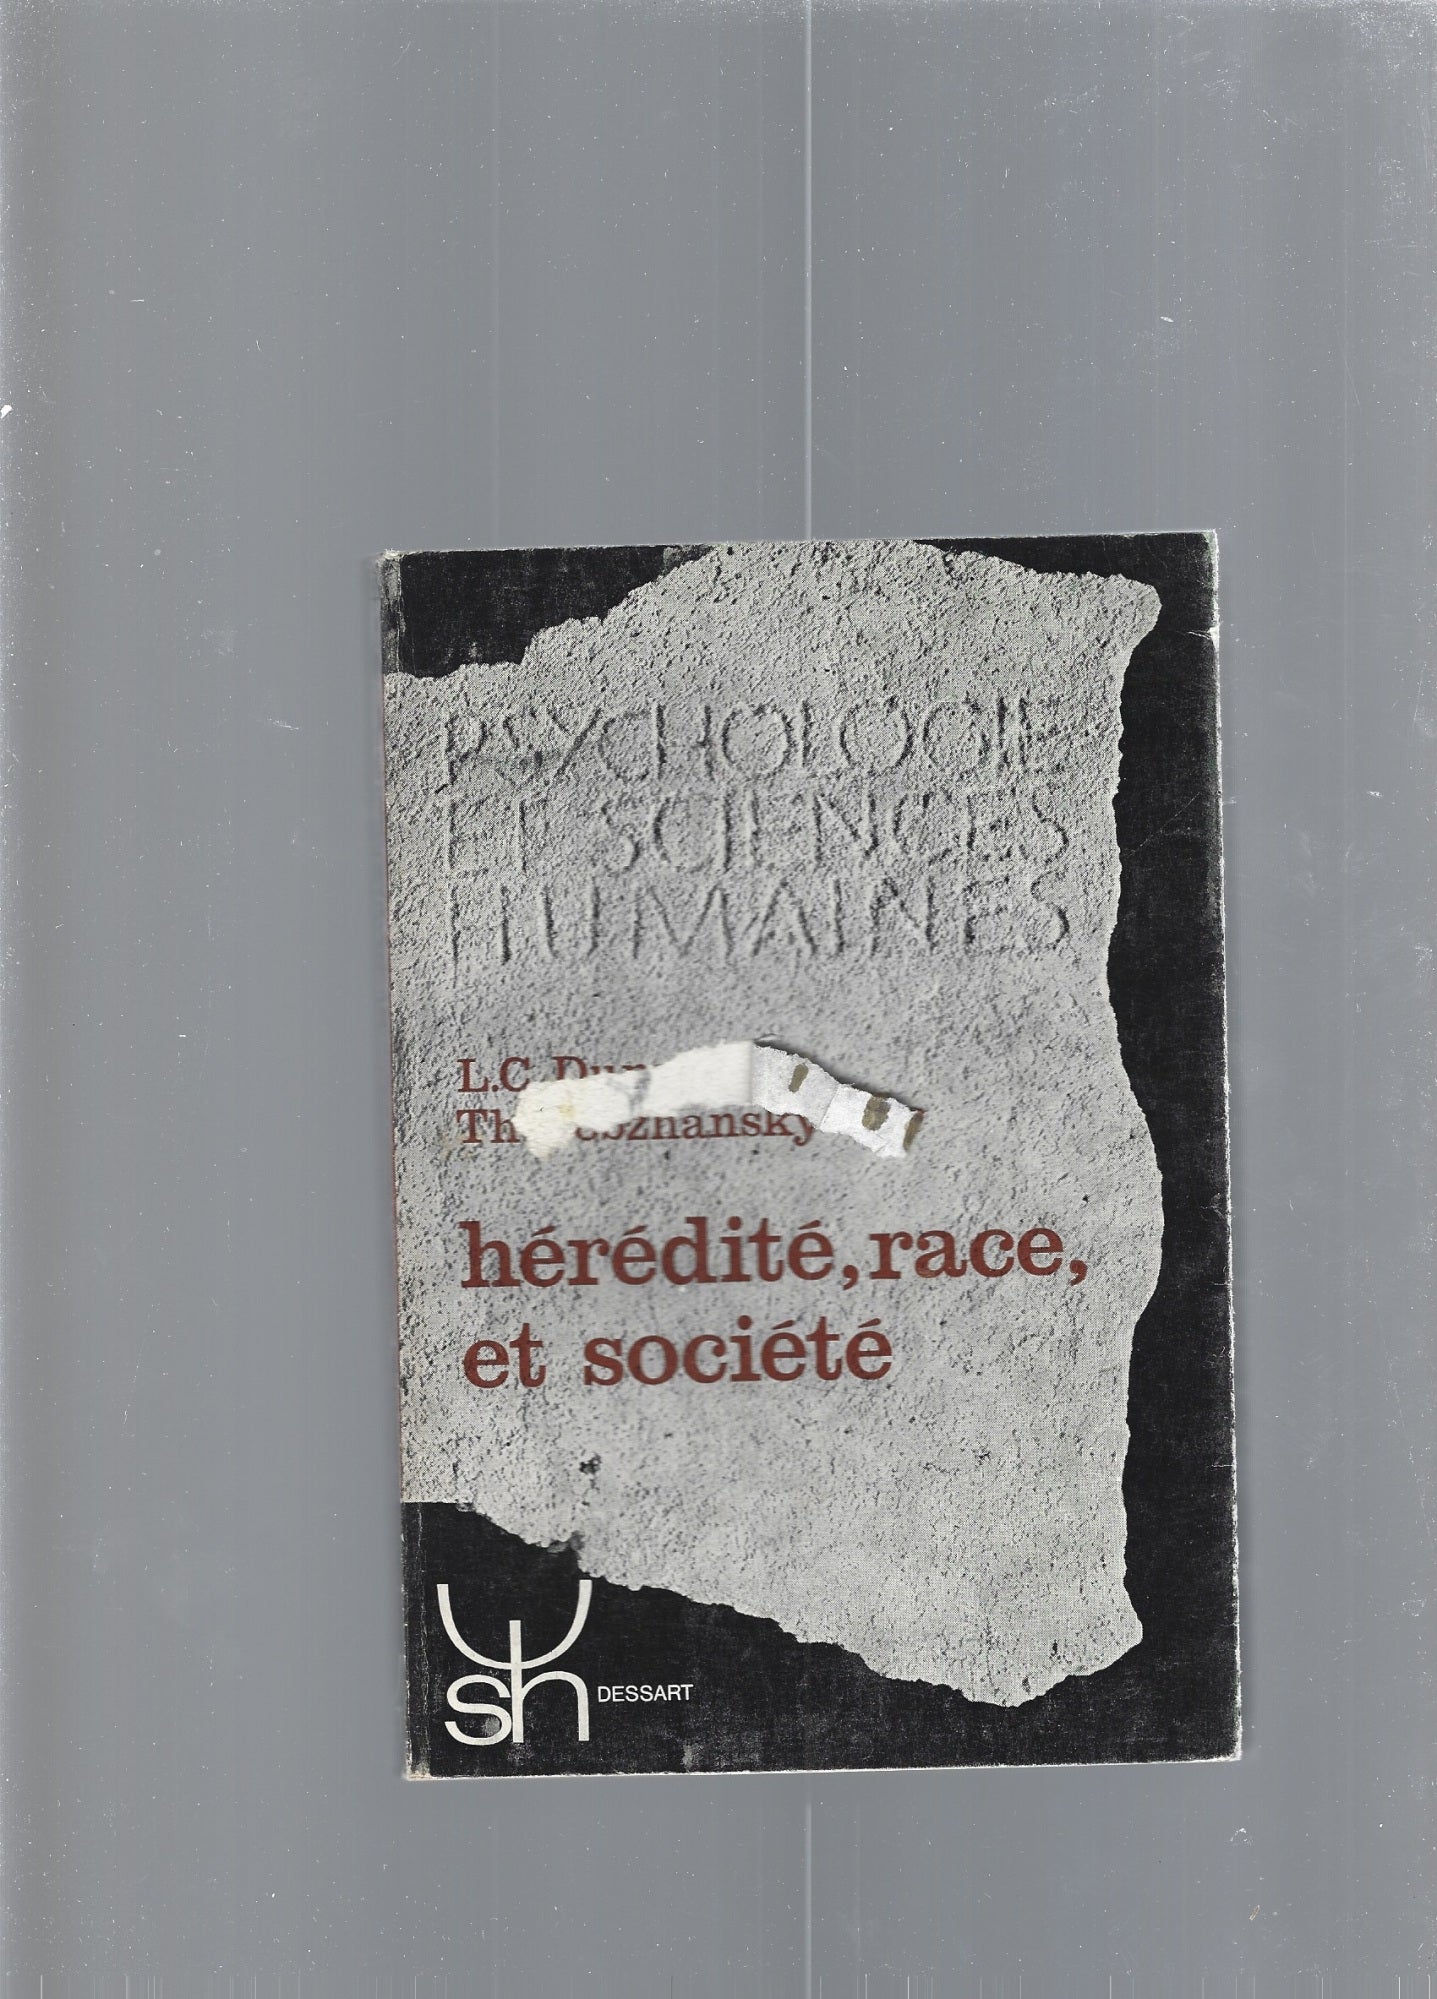 PSYCHOLOGIE
ET SCIENCES
HUMAINES
L.C.
hérédité, race,
et société
sh DESSART